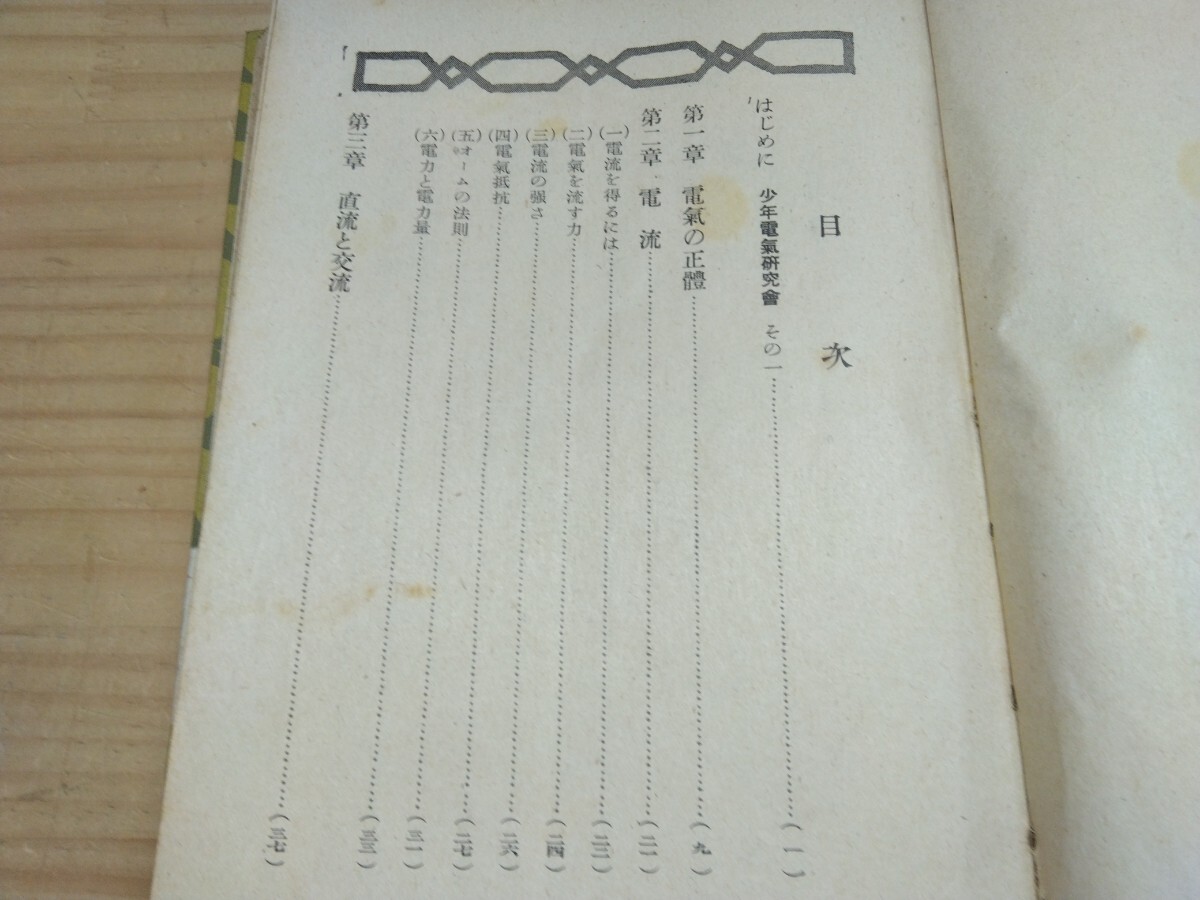 目次
はじめに 少年電氣研究會 その一……(一)
第一章 電氣の正體……(九)
第二章 電流……(二一)
(一)電流を得るには……(二二)
(二)電氣を流す力……(二四)
(三)電流の强さ……(二六)
(四)電氣抵抗……(二七)
(五)オームの法則……(三一)
(六)電力と電力量……(三三)
第三章 直流と交流……(三七)